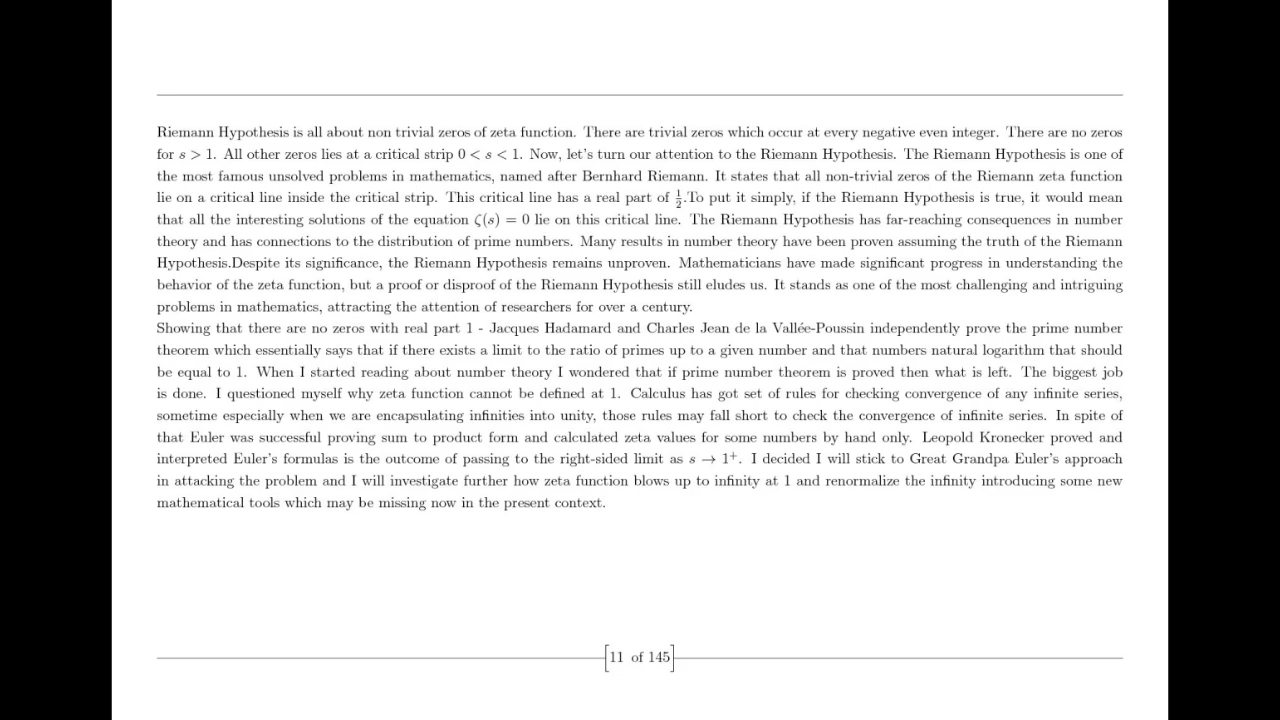 Riemann Hypothesis is all about non trivial zeros of zeta function. There are trivial zeros which occur at every negative even integer. There are no zeros
for s > 1. All other zeros lies at a critical strip 0 < s < 1. Now, let's turn our attention to the Riemann Hypothesis. The Riemann Hypothesis is one of
the most famous unsolved problems in mathematics, named after Bernhard Riemann. It states that all non-trivial zeros of the Riemann zeta function
lie on a critical line inside the critical strip. This critical line has a real part of ½.To put it simply, if the Riemann Hypothesis is true, it would mean
that all the interesting solutions of the equation ζ(s) = 0 lie on this critical line. The Riemann Hypothesis has far-reaching consequences in number
theory and has connections to the distribution of prime numbers. Many results in number theory have been proven assuming the truth of the Riemann
Hypothesis.Despite its significance, the Riemann Hypothesis remains unproven. Mathematicians have made significant progress in understanding the
behavior of the zeta function, but a proof or disproof of the Riemann Hypothesis still eludes us. It stands as one of the most challenging and intriguing
problems in mathematics, attracting the attention of researchers for over a century.
Showing that there are no zeros with real part 1 - Jacques Hadamard and Charles Jean de la Vallée-Poussin independently prove the prime number
theorem which essentially says that if there exists a limit to the ratio of primes up to a given number and that numbers natural logarithm that should
be equal to 1. When I started reading about number theory I wondered that if prime number theorem is proved then what is left. The biggest job
is done. I questioned myself why zeta function cannot be defined at 1. Calculus has got set of rules for checking convergence of any infinite series,
sometime especially when we are encapsulating infinities into unity, those rules may fall short to check the convergence of infinite series. In spite of
that Euler was successful proving sum to product form and calculated zeta values for some numbers by hand only. Leopold Kronecker proved and
interpreted Euler's formulas is the outcome of passing to the right-sided limit as s → 1⁺. I decided I will stick to Great Grandpa Euler's approach
in attacking the problem and I will investigate further how zeta function blows up to infinity at 1 and renormalize the infinity introducing some new
mathematical tools which may be missing now in the present context.
[11 of 145]